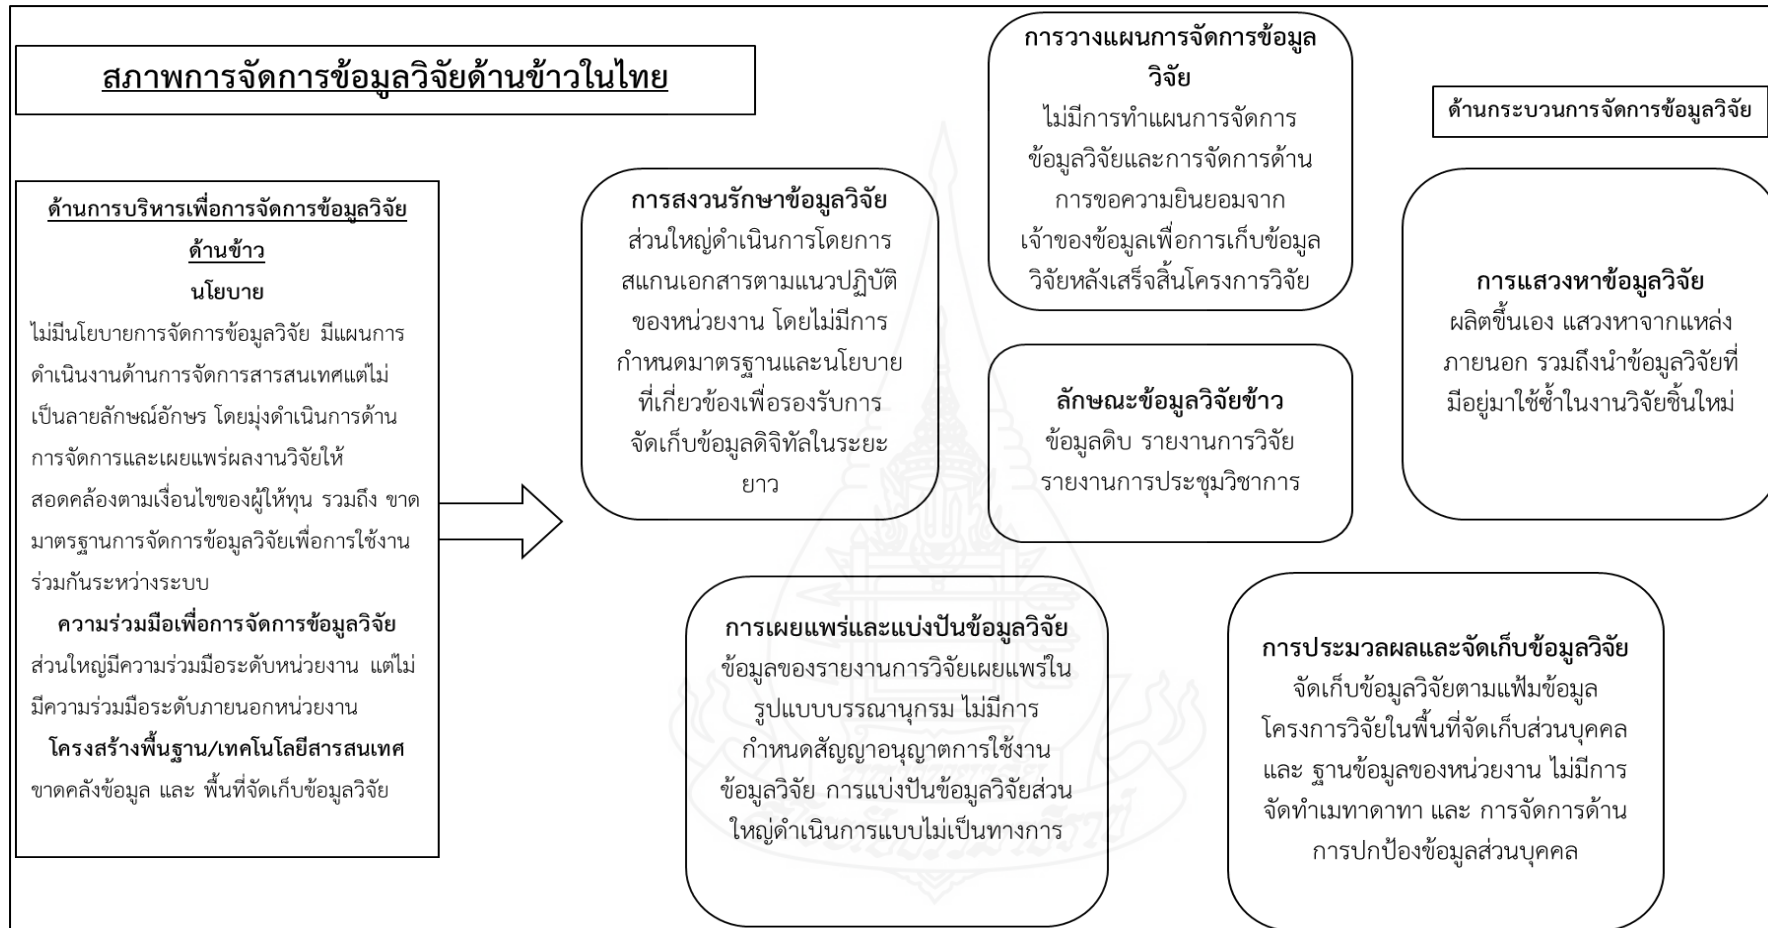 สภาพการจัดการข้อมูลวิจัยด้านข้าวในไทย
ด้านการบริหารเพื่อการจัดการข้อมูลวิจัย
ด้านข้าว
นโยบาย
ไม่มีนโยบายการจัดการข้อมูลวิจัย มีแผนการ
ดำเนินงานด้านการจัดการสารสนเทศแต่ไม่
เป็นลายลักษณ์อักษร โดยมุ่งดำเนินการด้าน
การจัดการและเผยแพร่ผลงานวิจัยให้
สอดคล้องตามเงื่อนไขของผู้ให้ทุน รวมถึง ขาด
มาตรฐานการจัดการข้อมูลวิจัยเพื่อการใช้งาน
ร่วมกันระหว่างระบบ
ความร่วมมือเพื่อการจัดการข้อมูลวิจัย
ส่วนใหญ่มีความร่วมมือระดับหน่วยงาน แต่ไม่
มีความร่วมมือระดับภายนอกหน่วยงาน
โครงสร้างพื้นฐาน/เทคโนโลยีสารสนเทศ
ขาดคลังข้อมูล และ พื้นที่จัดเก็บข้อมูลวิจัย
การสงวนรักษาข้อมูลวิจัย
ส่วนใหญ่ดำเนินการโดยการ
สแกนเอกสารตามแนวปฏิบัติ
ของหน่วยงาน โดยไม่มีการ
กำหนดมาตรฐานและนโยบาย
ที่เกี่ยวข้องเพื่อรองรับการ
จัดเก็บข้อมูลดิจิทัลในระยะ
ยาว
การวางแผนการจัดการข้อมูล
วิจัย
ไม่มีการทำแผนการจัดการ
ข้อมูลวิจัยและการจัดการด้าน
การขอความยินยอมจาก
เจ้าของข้อมูลเพื่อการเก็บข้อมูล
วิจัยหลังเสร็จสิ้นโครงการวิจัย
ลักษณะข้อมูลวิจัยข้าว
ข้อมูลดิบ รายงานการวิจัย
รายงานการประชุมวิชาการ
ด้านกระบวนการจัดการข้อมูลวิจัย
การแสวงหาข้อมูลวิจัย
ผลิตขึ้นเอง แสวงหาจากแหล่ง
ภายนอก รวมถึงนำข้อมูลวิจัยที่
มีอยู่มาใช้ซ้ำในงานวิจัยชิ้นใหม่
การเผยแพร่และแบ่งปันข้อมูลวิจัย
ข้อมูลของรายงานการวิจัยเผยแพร่ใน
รูปแบบบรรณานุกรม ไม่มีการ
กำหนดสัญญาอนุญาตการใช้งาน
ข้อมูลวิจัย การแบ่งปันข้อมูลวิจัยส่วน
ใหญ่ดำเนินการแบบไม่เป็นทางการ
การประมวลผลและจัดเก็บข้อมูลวิจัย
จัดเก็บข้อมูลวิจัยตามแฟ้มข้อมูล
โครงการวิจัยในพื้นที่จัดเก็บส่วนบุคคล
และ ฐานข้อมูลของหน่วยงาน ไม่มีการ
จัดทำเมทาดาทา และ การจัดการด้าน
การปกป้องข้อมูลส่วนบุคคล